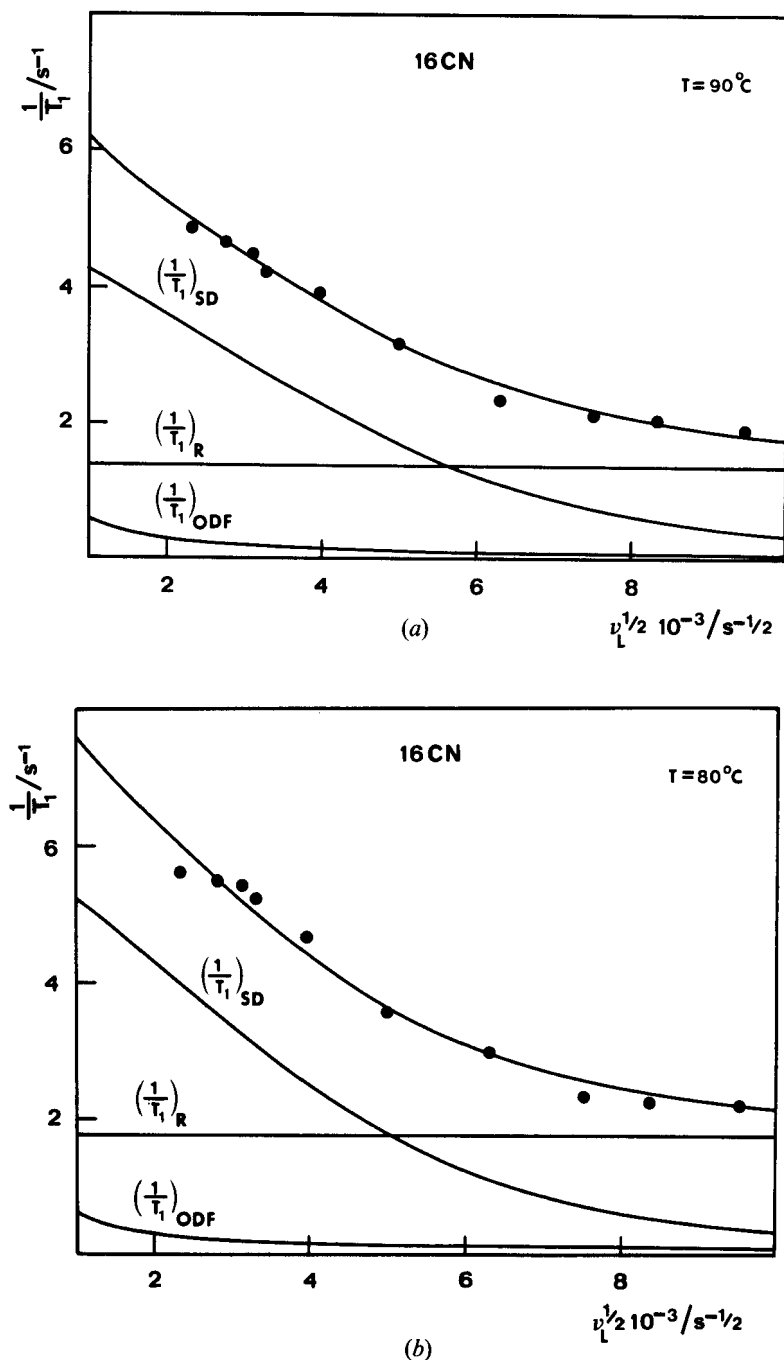 16CN
T=90°C
1/T₁ /s⁻¹
6
(1/T₁)SD
4
(1/T₁)R
2
(1/T₁)ODF
2 4 6 8
(a)
ν_L^1/2 10⁻³/s⁻¹/²
16CN
T=80°C
1/T₁ /s⁻¹
6
(1/T₁)SD
4
(1/T₁)R
2
(1/T₁)ODF
2 4 6 8
ν_L^1/2 10⁻³/s⁻¹/²
(b)